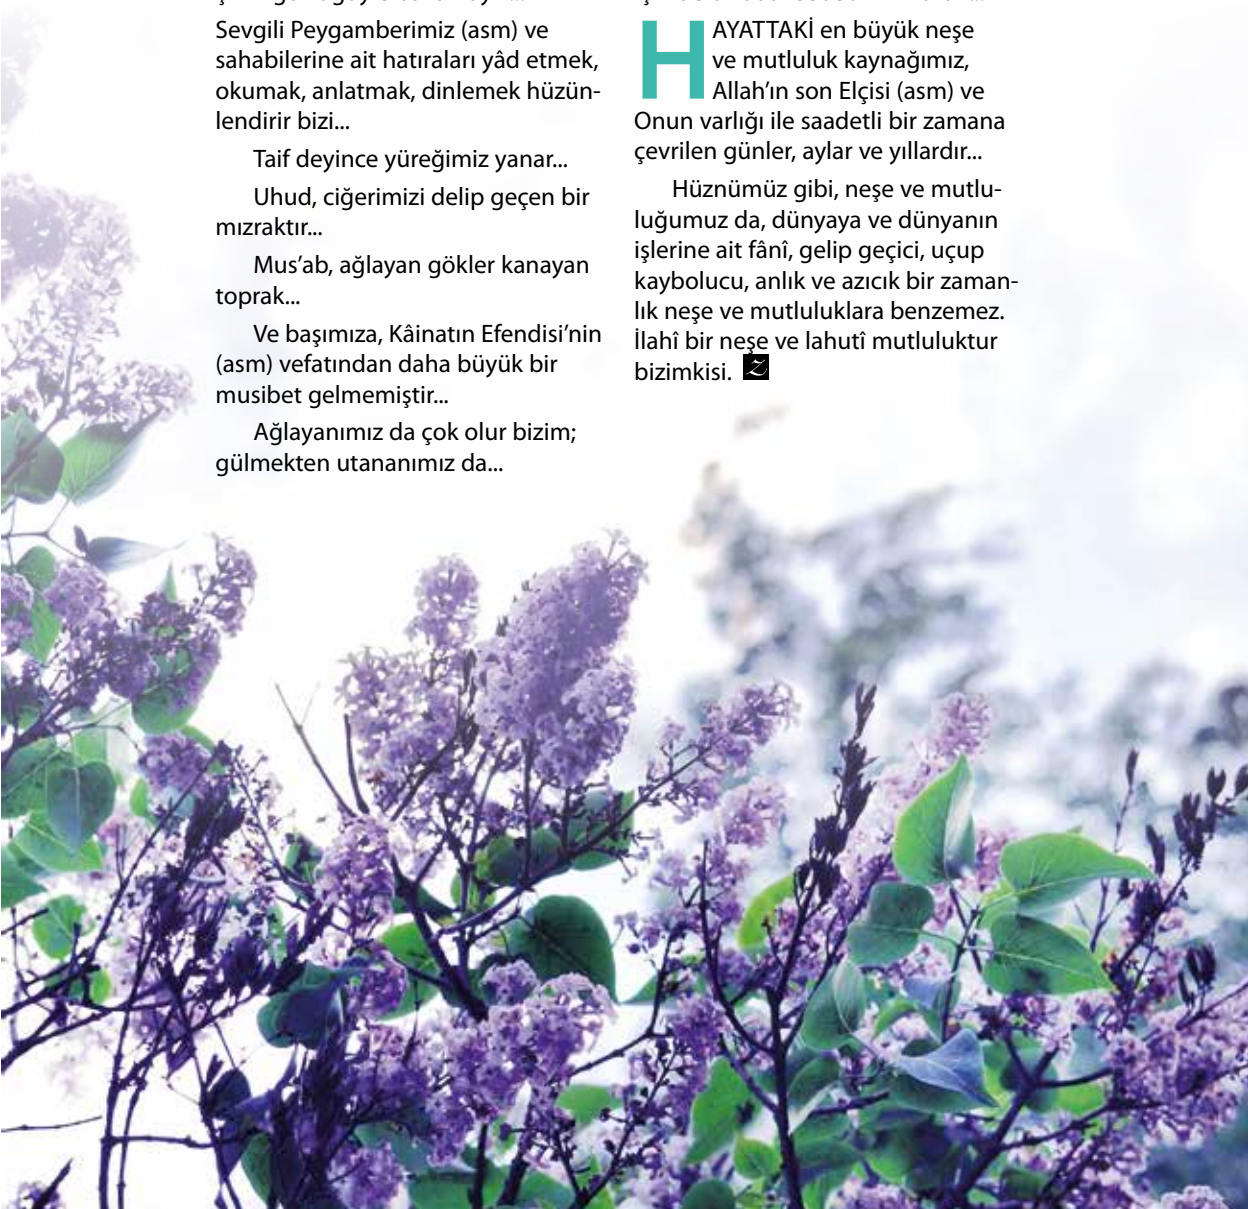 Sevgili Peygamberimiz (asm) ve
sahabilerine ait hatıraları yâd etmek,
okumak, anlatmak, dinlemek hüzün-
lendirir bizi...
Taif deyince yüreğimiz yanar...
Uhud, ciğerimizi delip geçen bir
mızraktır...
Mus’ab, ağlayan gökler kanayan
toprak...
Ve başımıza, Kâinatın Efendisi’nin
(asm) vefatından daha büyük bir
musibet gelmemiştir...
Ağlayanımız da çok olur bizim;
gülmekten utananımız da...
HAYATTAKİ en büyük neşe
ve mutluluk kaynağımız,
Allah’ın son Elçisi (asm) ve
Onun varlığı ile saadetli bir zamana
çevrilen günler, aylar ve yıllardır...
Hüznümüz gibi, neşe ve mutlu-
luğumuz da, dünyaya ve dünyanın
işlerine ait fânî, gelip geçici, uçup
kaybolucu, anlık ve azıcık bir zaman-
lık neşe ve mutluluklara benzemez.
İlahî bir neşe ve lahutî mutluluktur
bizimkisi.